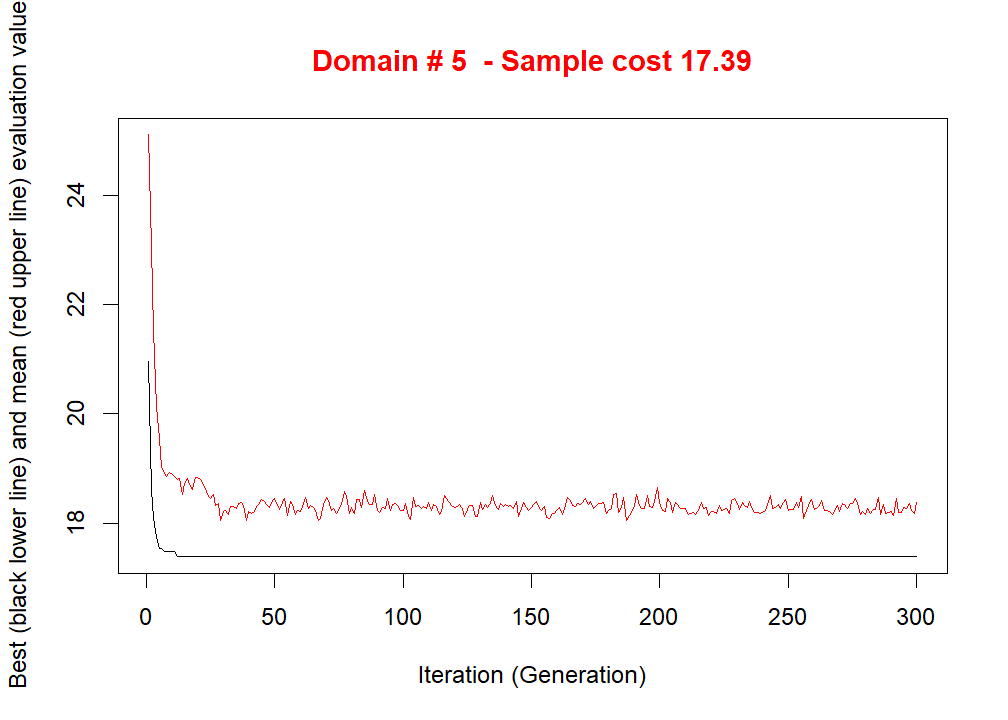 Domain # 5  - Sample cost 17.39
Best (black lower line) and mean (red upper line) evaluation value
24
22
20
18
0 50 100 150 200 250 300
Iteration (Generation)